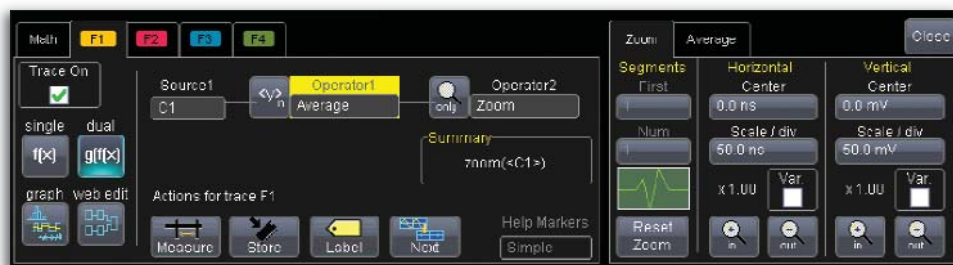 Math F1 F2 F3 F4
Trace On
single dual
f(x) g(f(x)
graph web edit
Source1
C1
<y>n
Operator1
Average
only
Operator2
Zoom
Summary
zoom(<C1>)
Actions for trace F1
Measure Store Label Next
Help Markers
Simple
Zoom Average
Close
Segments
First
1
Num
1
Reset
Zoom
Horizontal
Center
0.0 ns
Scale / div
50.0 ns
x 1.00 Var.
in out
Vertical
Center
0.0 mV
Scale / div
50.0 mV
x 1.00 Var.
in out